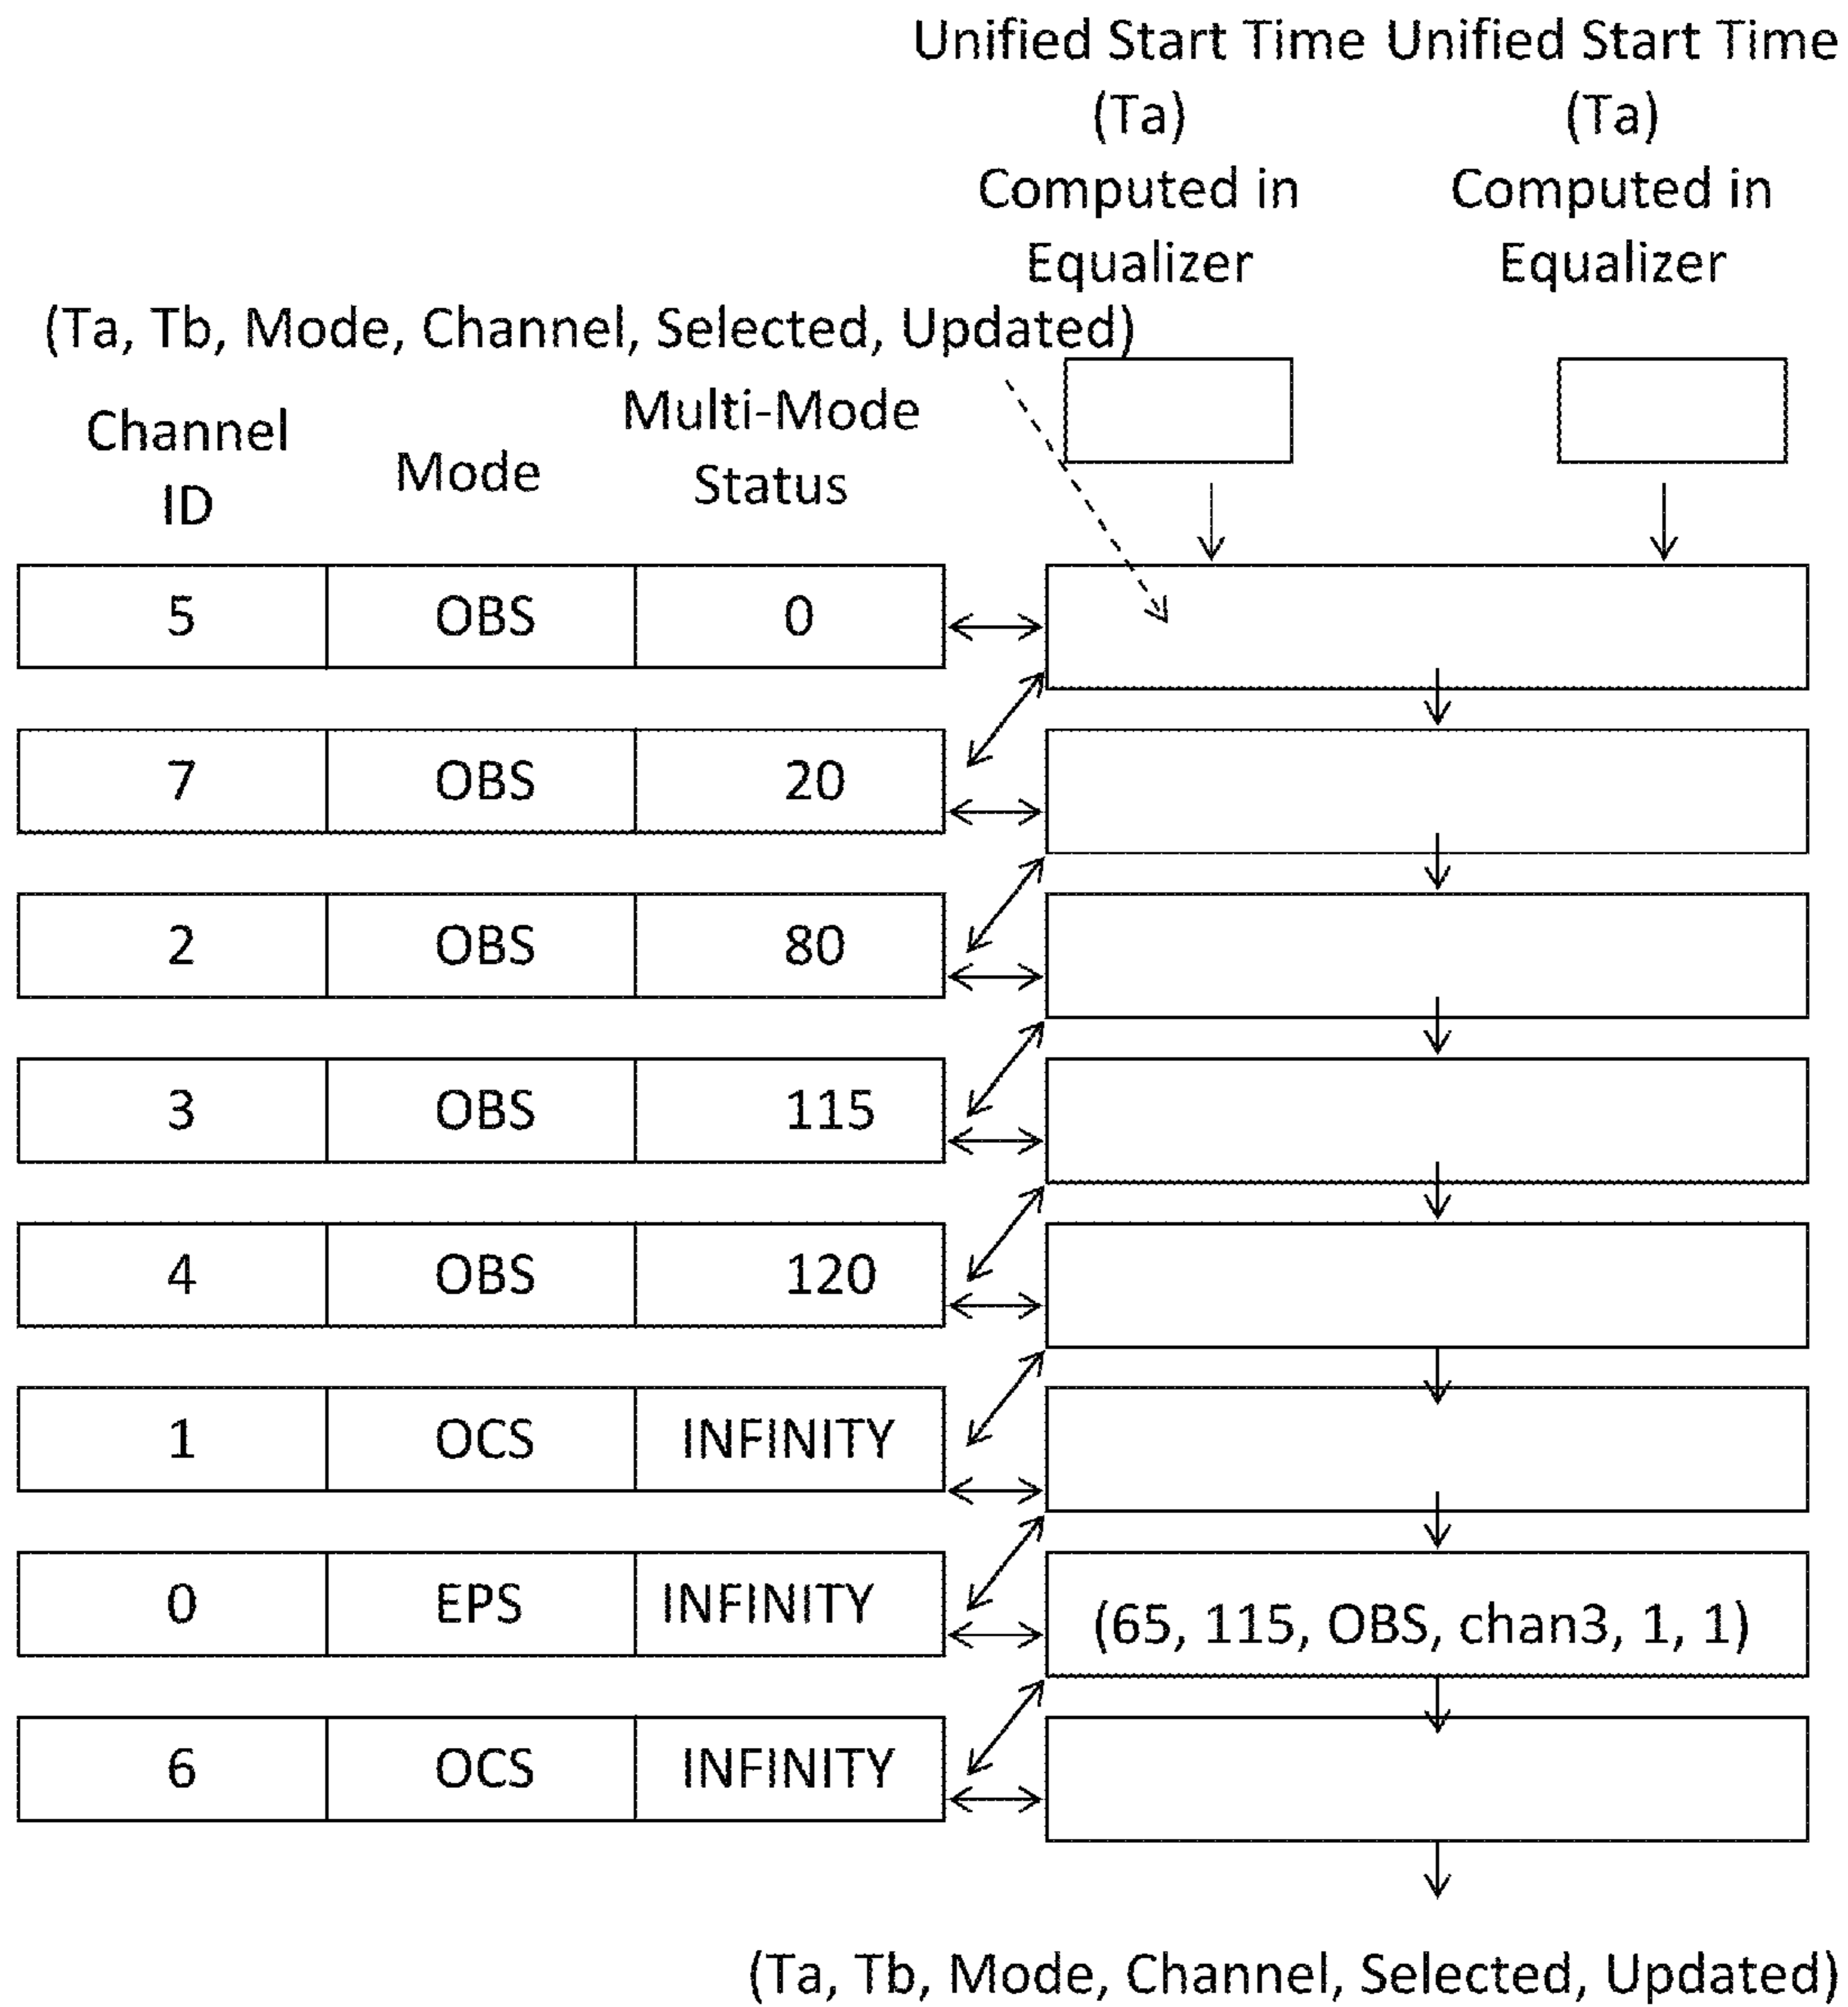 Unified Start Time Unified Start Time
(Ta) (Ta)
Computed in Computed in
Equalizer Equalizer
(Ta, Tb, Mode, Channel, Selected, Updated)
Channel ID Mode Multi-Mode Status
5 OBS 0
7 OBS 20
2 OBS 80
3 OBS 115
4 OBS 120
1 OCS INFINITY
0 EPS INFINITY (65, 115, OBS, chan3, 1, 1)
6 OCS INFINITY
(Ta, Tb, Mode, Channel, Selected, Updated)